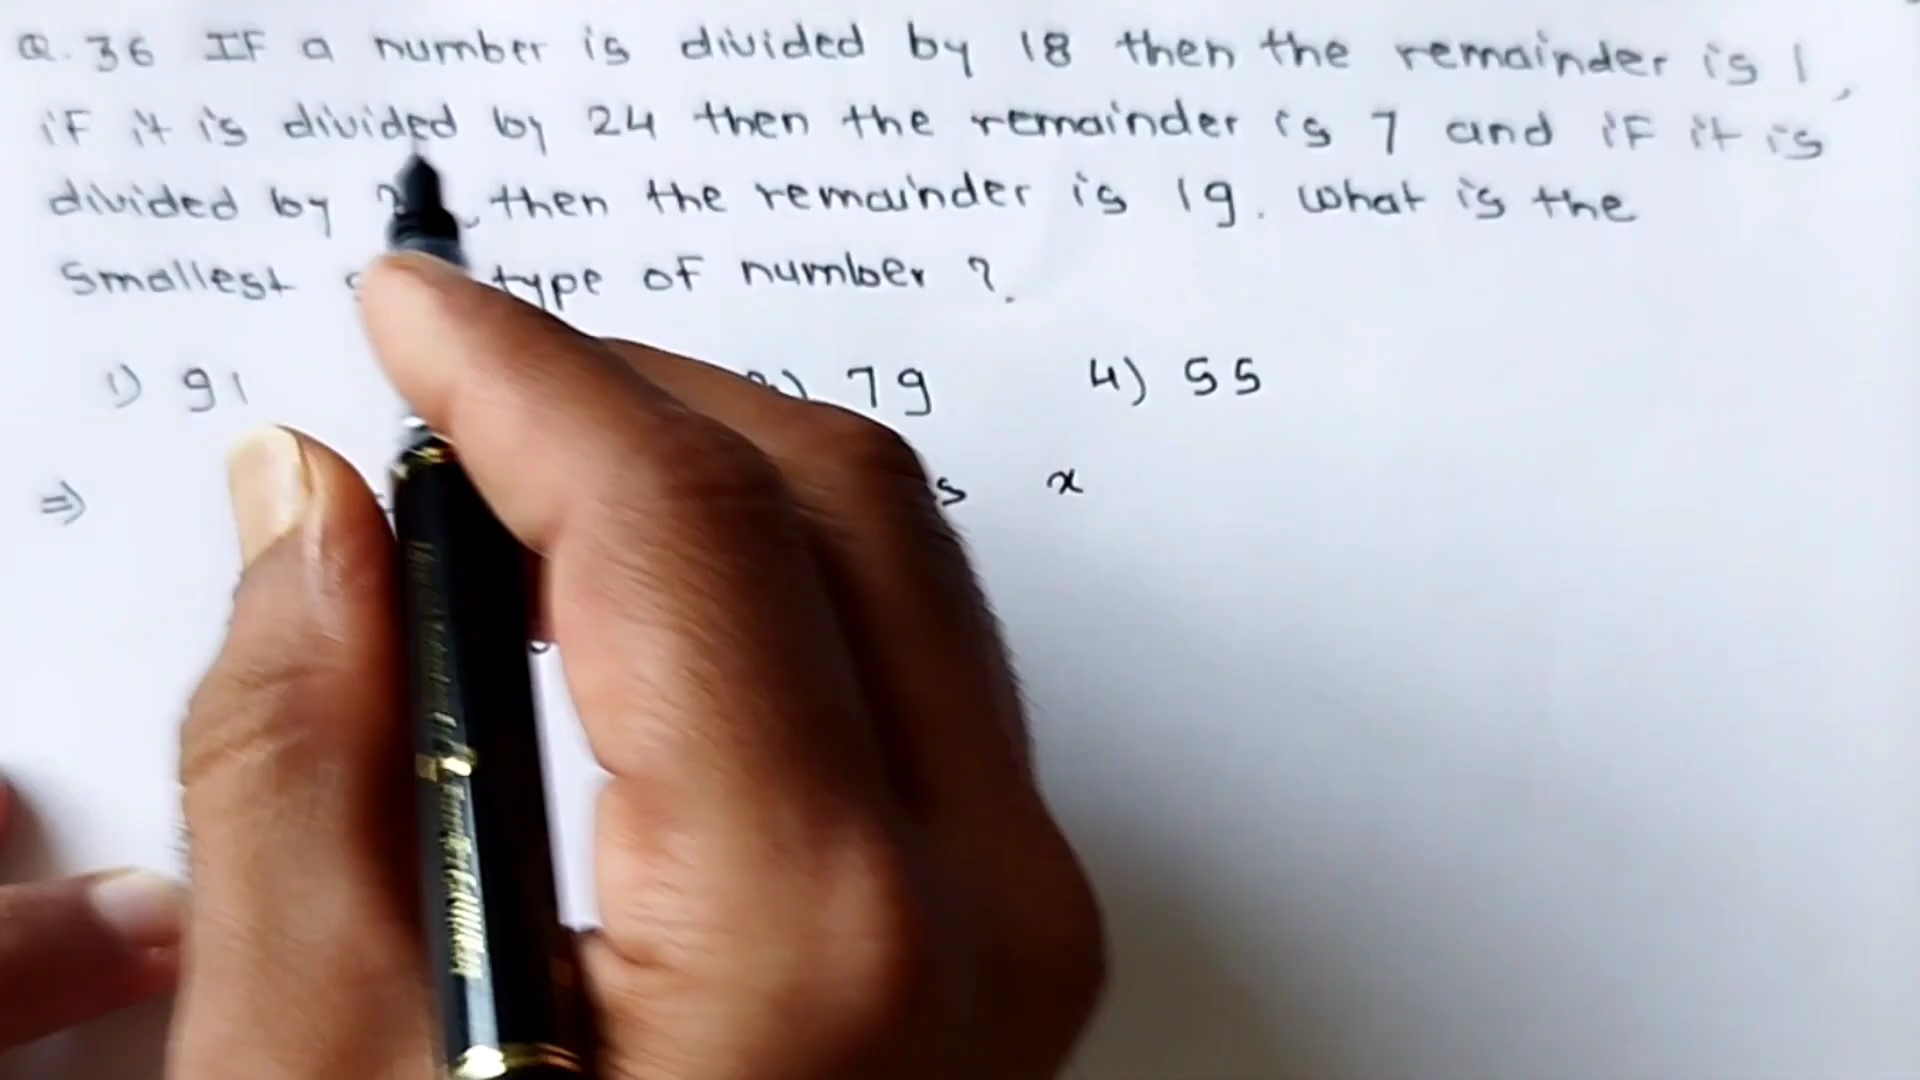 Q. 36 IF a number is divided by 18 then the remainder is 1,
iF it is divided by 24 then the remainder is 7 and iF it is
divided by then the remainder is 19. What is the
Smallest type of number ?
1) 91 79 4) 55
⇒ x